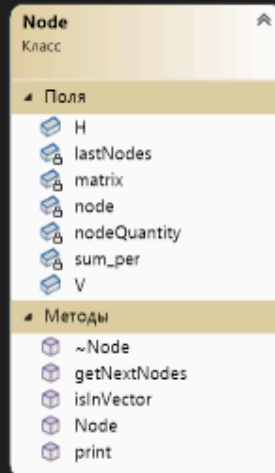 Node
Класс
Поля
H
lastNodes
matrix
node
nodeQuantity
sum_per
V
Методы
~Node
getNextNodes
isInVector
Node
print